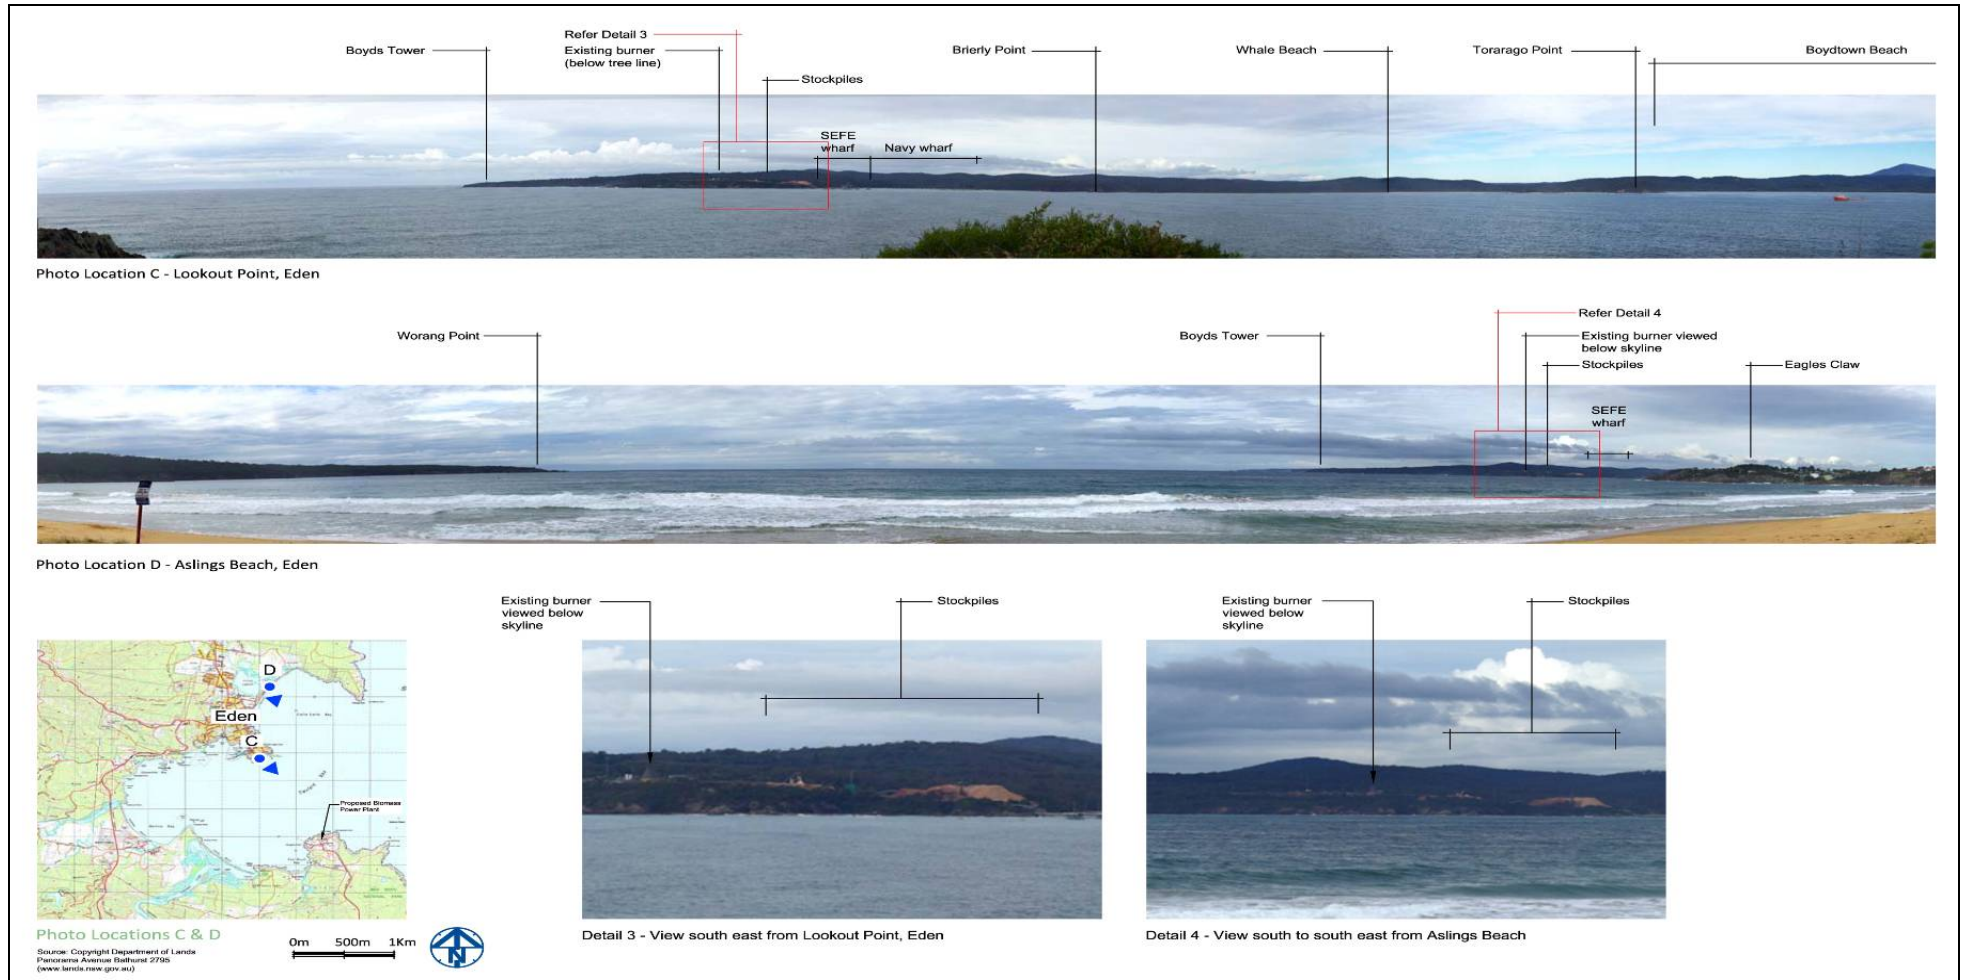 Refer Detail 3
Boyds Tower
Existing burner
(below tree line)
Stockpiles
SEFE
wharf
Navy wharf
Brierly Point
Whale Beach
Torarago Point
Boydtown Beach
Photo Location C - Lookout Point, Eden
Refer Detail 4
Worang Point
Boyds Tower
Existing burner viewed
below skyline
Stockpiles
Eagles Claw
SEFE
wharf
Photo Location D - Aslings Beach, Eden
Existing burner
viewed below
skyline
Stockpiles
Existing burner
viewed below
skyline
Stockpiles
D
Eden
C
Proposed Biomass
Power Plant
Photo Locations C & D
Source: Copyright Department of Lands
Panorama Avenue Bathurst 2795
(www.lands.nsw.gov.au)
0m 500m 1Km
N
Detail 3 - View south east from Lookout Point, Eden
Detail 4 - View south to south east from Aslings Beach